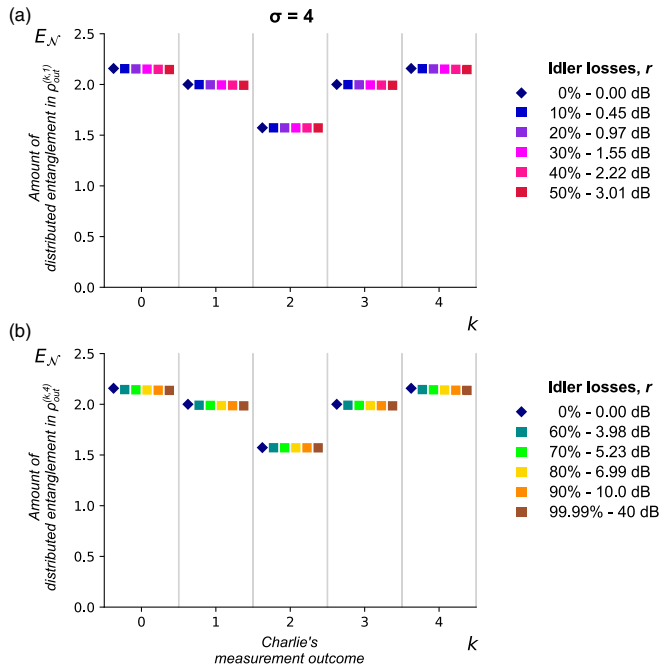 (a)
σ = 4
E𝒩
2.5
2.0
1.5
1.0
0.5
0.0
Amount of
distributed entanglement in ρ_out^(k,1)
0 1 2 3 4
k
Idler losses, r
0% - 0.00 dB
10% - 0.45 dB
20% - 0.97 dB
30% - 1.55 dB
40% - 2.22 dB
50% - 3.01 dB
(b)
E𝒩
2.5
2.0
1.5
1.0
0.5
0.0
Amount of
distributed entanglement in ρ_out^(k,4)
0 1 2 3 4
Charlie's
measurement outcome
k
Idler losses, r
0% - 0.00 dB
60% - 3.98 dB
70% - 5.23 dB
80% - 6.99 dB
90% - 10.0 dB
99.99% - 40 dB